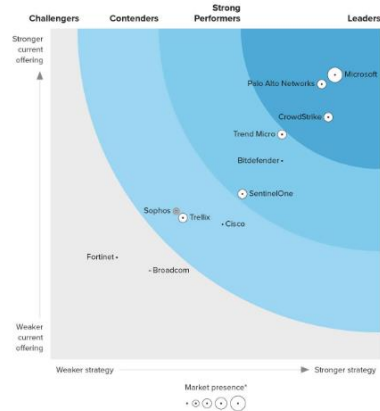 Challengers
Contenders
Strong
Performers
Leaders
Stronger
current
offering
Microsoft
Palo Alto Networks
CrowdStrike
Trend Micro
Bitdefender
SentinelOne
Sophos
Trellix
Cisco
Fortinet
Broadcom
Weaker
current
offering
Weaker strategy
Stronger strategy
Market presence*